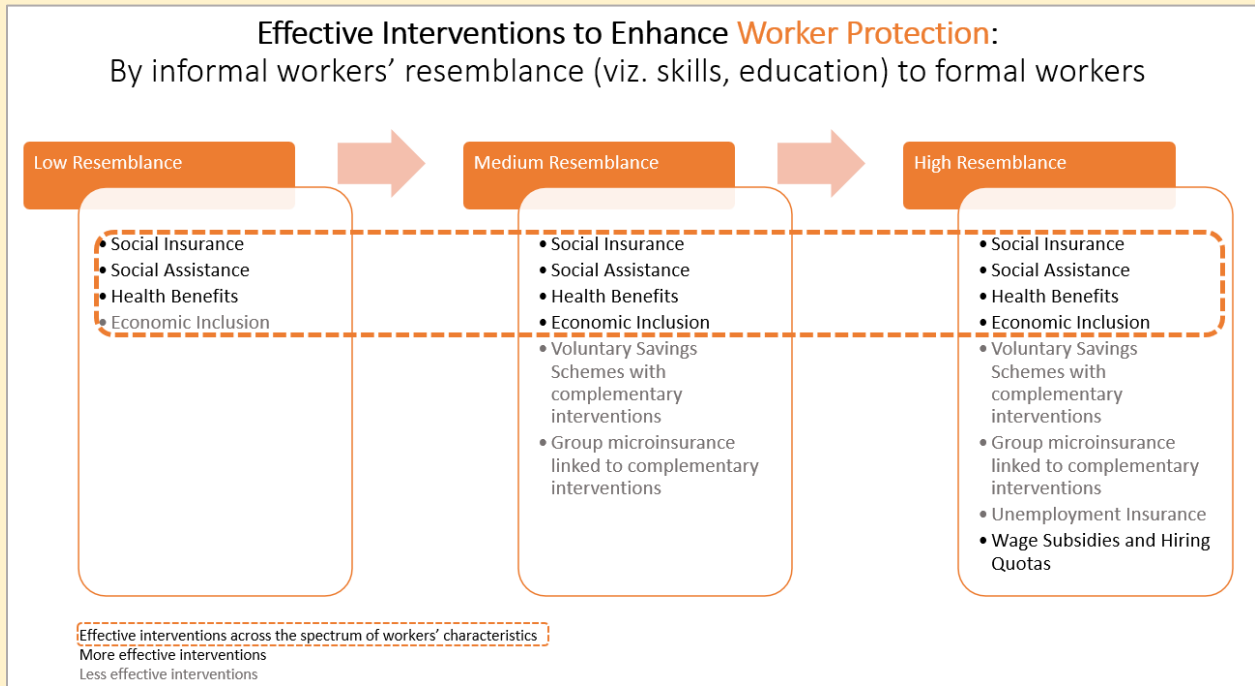 Effective Interventions to Enhance Worker Protection:
By informal workers’ resemblance (viz. skills, education) to formal workers
Low Resemblance
• Social Insurance
• Social Assistance
• Health Benefits
• Economic Inclusion
Medium Resemblance
• Social Insurance
• Social Assistance
• Health Benefits
• Economic Inclusion
• Voluntary Savings
Schemes with
complementary
interventions
• Group microinsurance
linked to complementary
interventions
High Resemblance
• Social Insurance
• Social Assistance
• Health Benefits
• Economic Inclusion
• Voluntary Savings
Schemes with
complementary
interventions
• Group microinsurance
linked to complementary
interventions
• Unemployment Insurance
• Wage Subsidies and Hiring
Quotas
Effective interventions across the spectrum of workers’ characteristics
More effective interventions
Less effective interventions